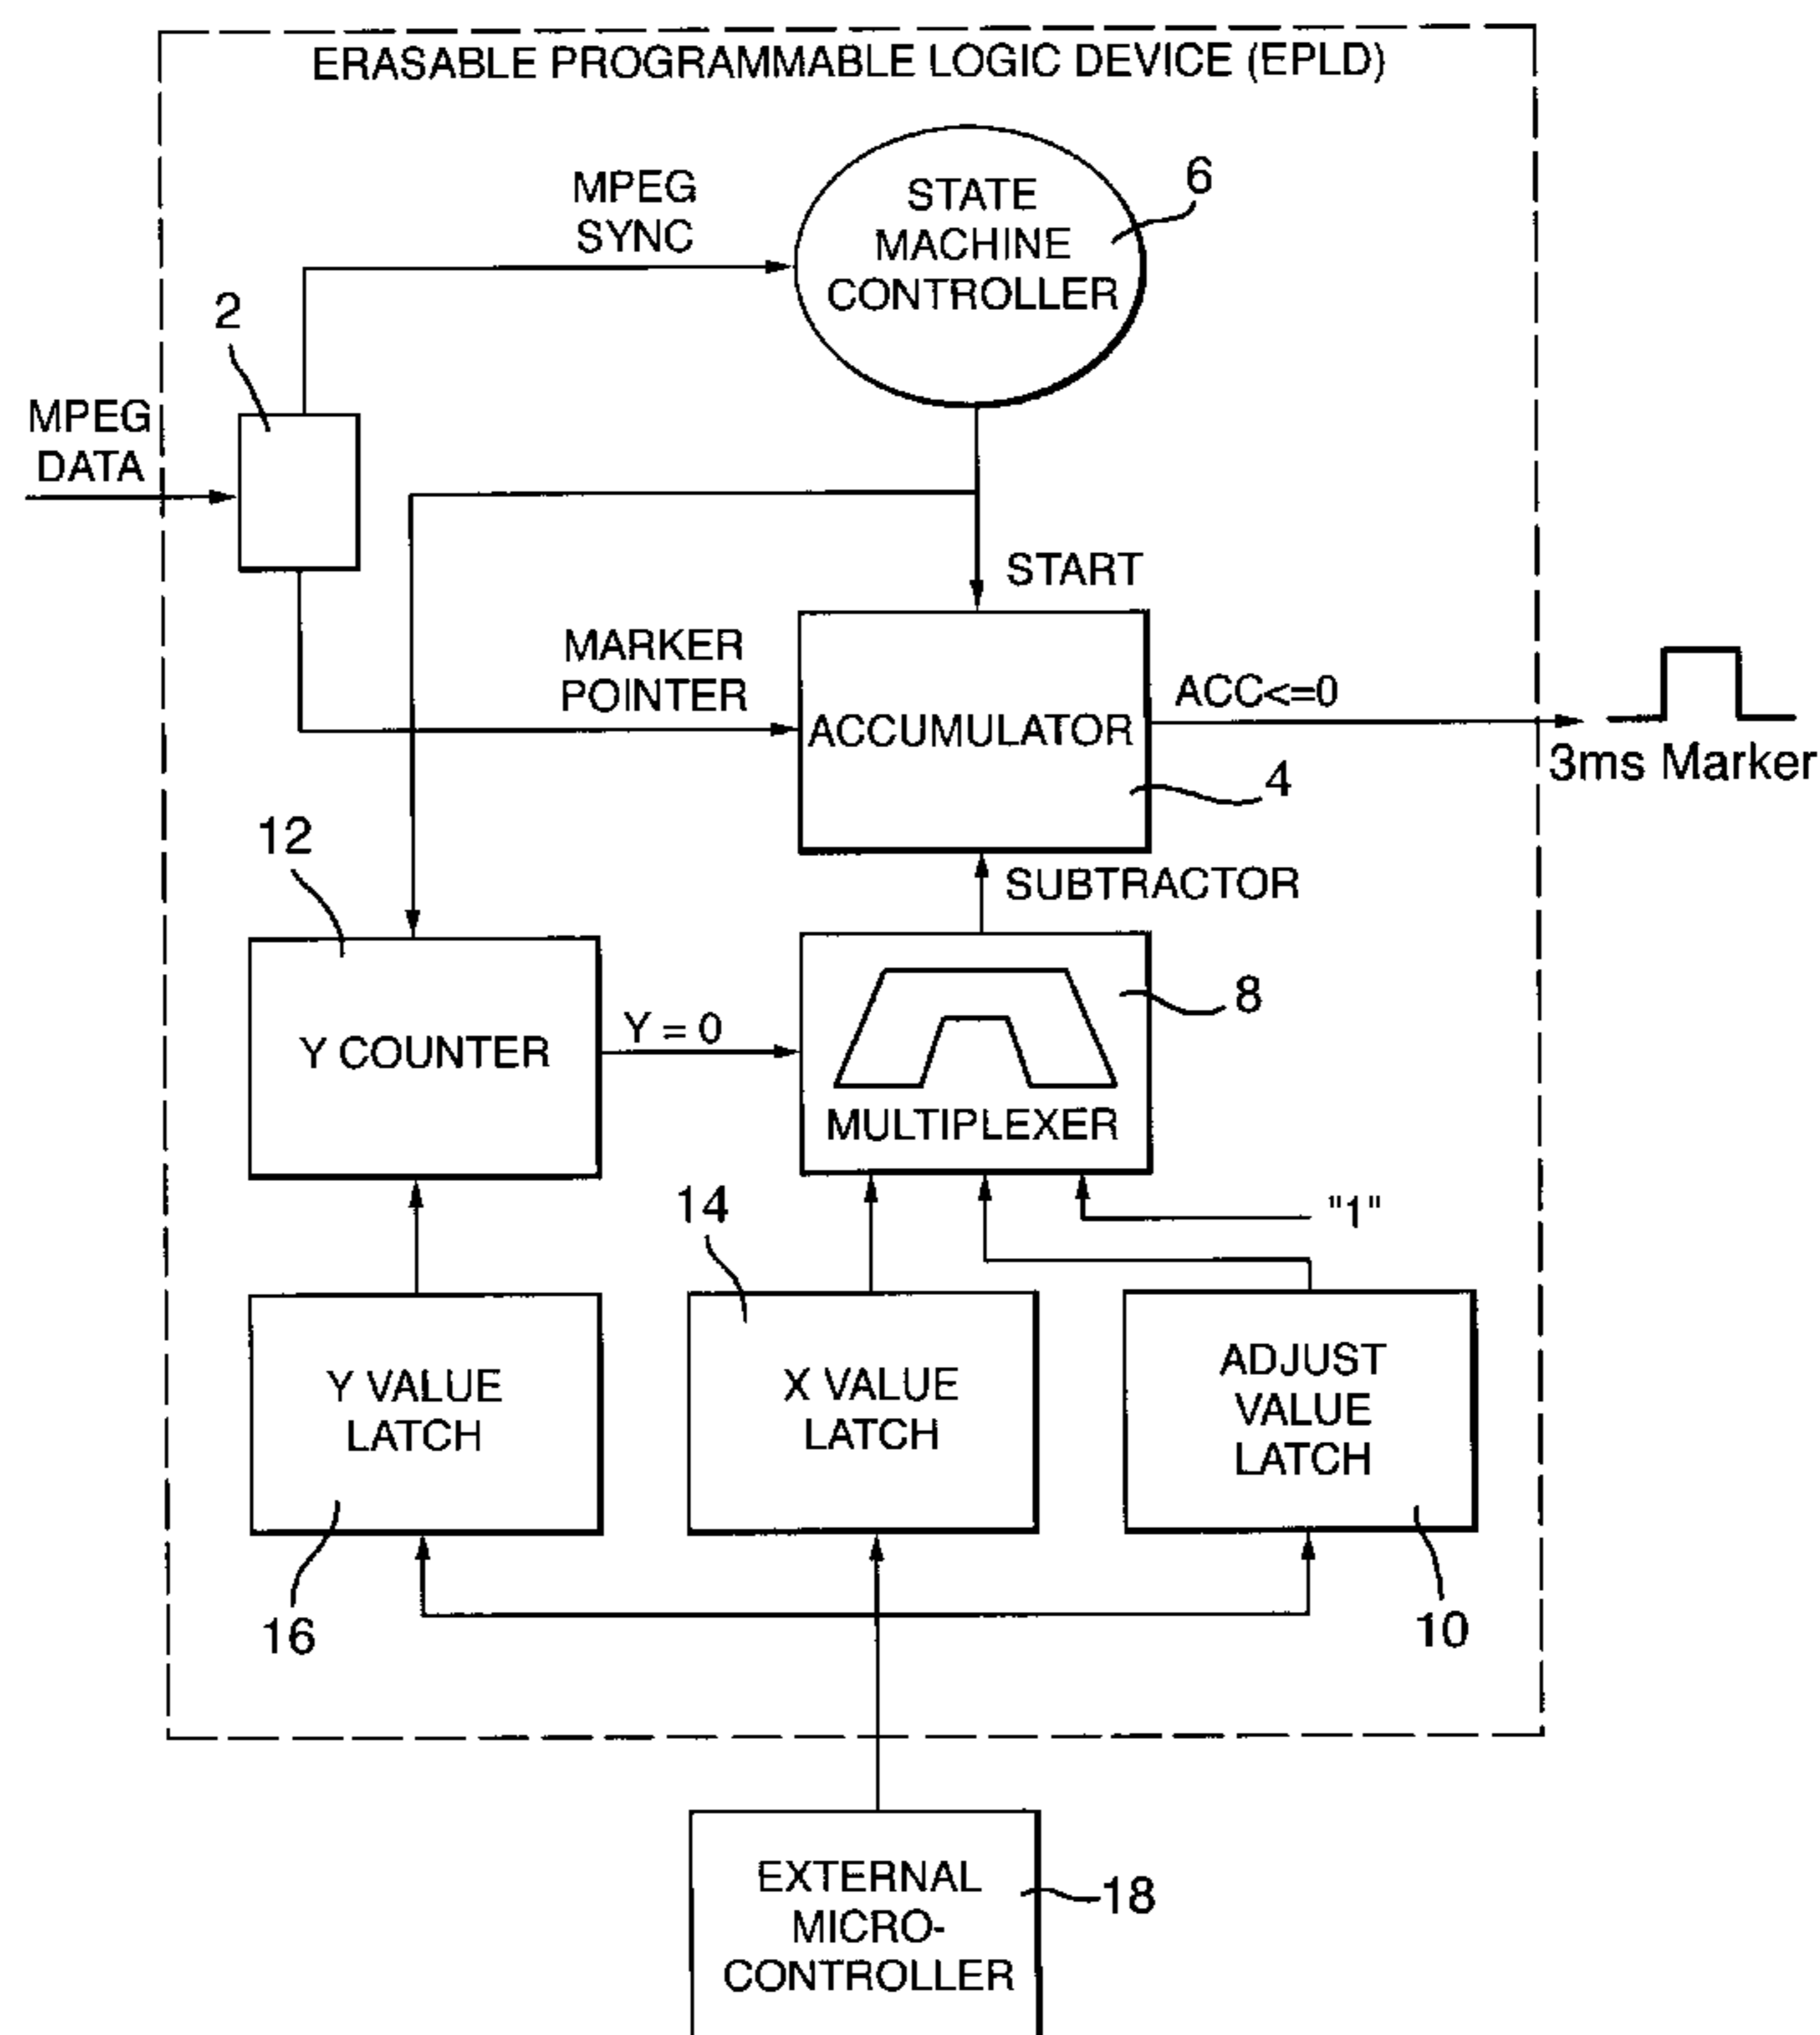 ERASABLE PROGRAMMABLE LOGIC DEVICE (EPLD)
MPEG
SYNC
STATE
MACHINE
CONTROLLER
6
2
MPEG
DATA
START
MARKER
POINTER
ACCUMULATOR
ACC<=0
3ms Marker
4
12
SUBTRACTOR
Y COUNTER
Y = 0
8
MULTIPLEXER
14
"1"
Y VALUE
LATCH
X VALUE
LATCH
ADJUST
VALUE
LATCH
16
10
EXTERNAL
MICRO-
CONTROLLER
18